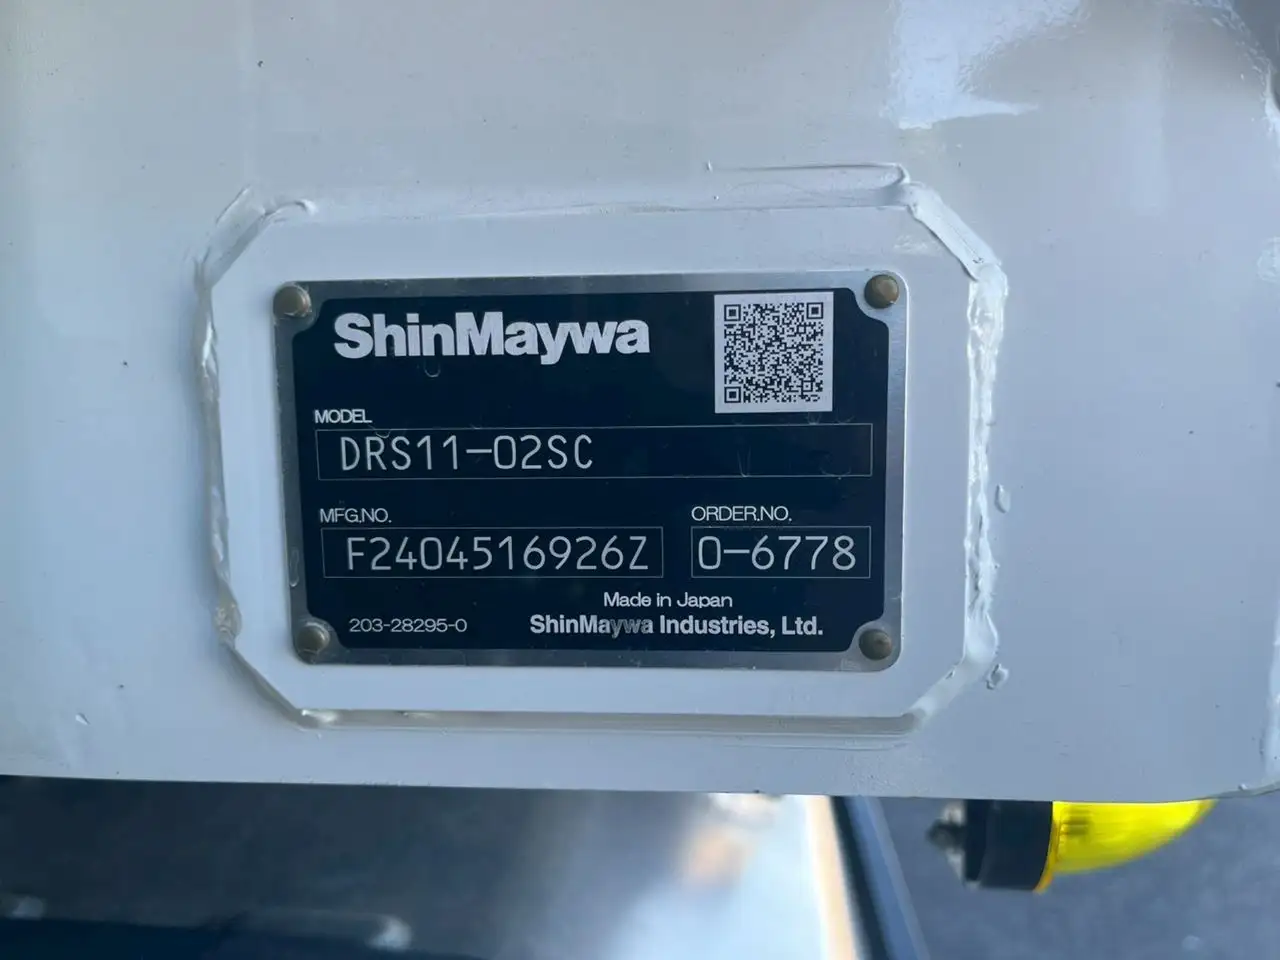 ShinMaywa
MODEL
DRS11-02SC
MFG.NO.
F2404516926Z
ORDER.NO.
0-6778
Made in Japan
203-28295-0
ShinMaywa Industries, Ltd.